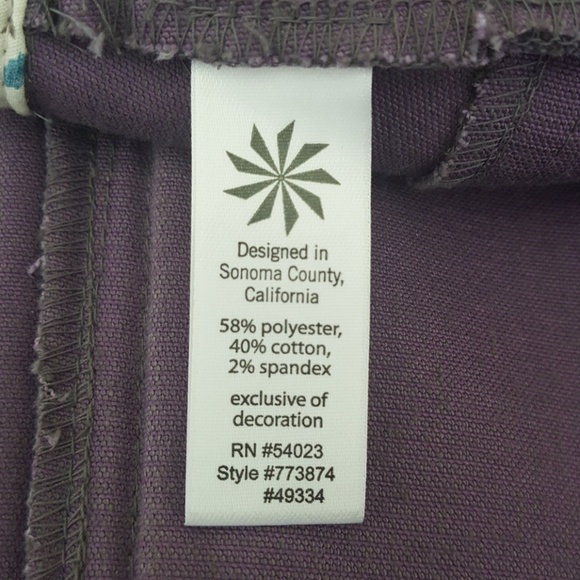 Designed in
Sonoma County,
California
58% polyester,
40% cotton,
2% spandex
exclusive of
decoration
RN #54023
Style #773874
#49334